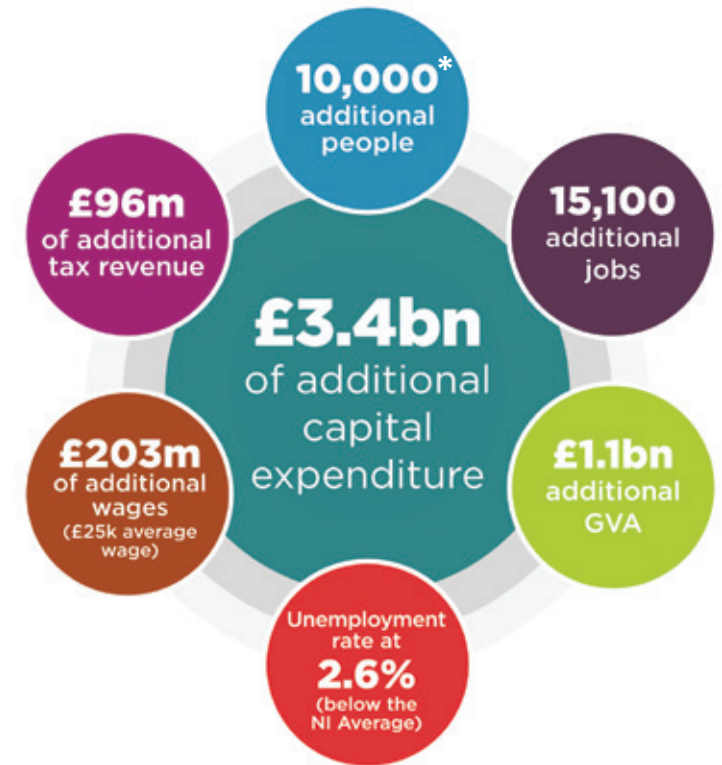 10,000*
additional
people
£96m
of additional
tax revenue
15,100
additional
jobs
£3.4bn
of additional
capital
expenditure
£203m
of additional
wages
(£25k average
wage)
£1.1bn
additional
GVA
Unemployment
rate at
2.6%
(below the
NI Average)